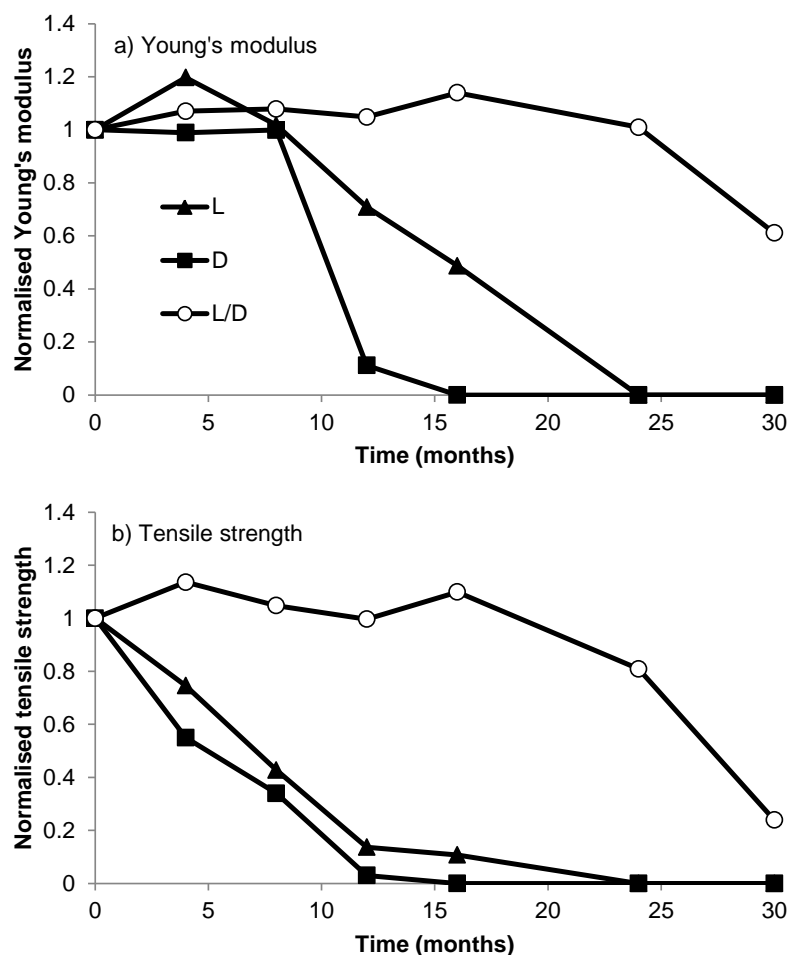 a) Young's modulus
Normalised Young's modulus
1.4
1.2
1
0.8
0.6
0.4
0.2
0
L
D
L/D
0 5 10 15 20 25 30
Time (months)
b) Tensile strength
Normalised tensile strength
1.4
1.2
1
0.8
0.6
0.4
0.2
0
0 5 10 15 20 25 30
Time (months)